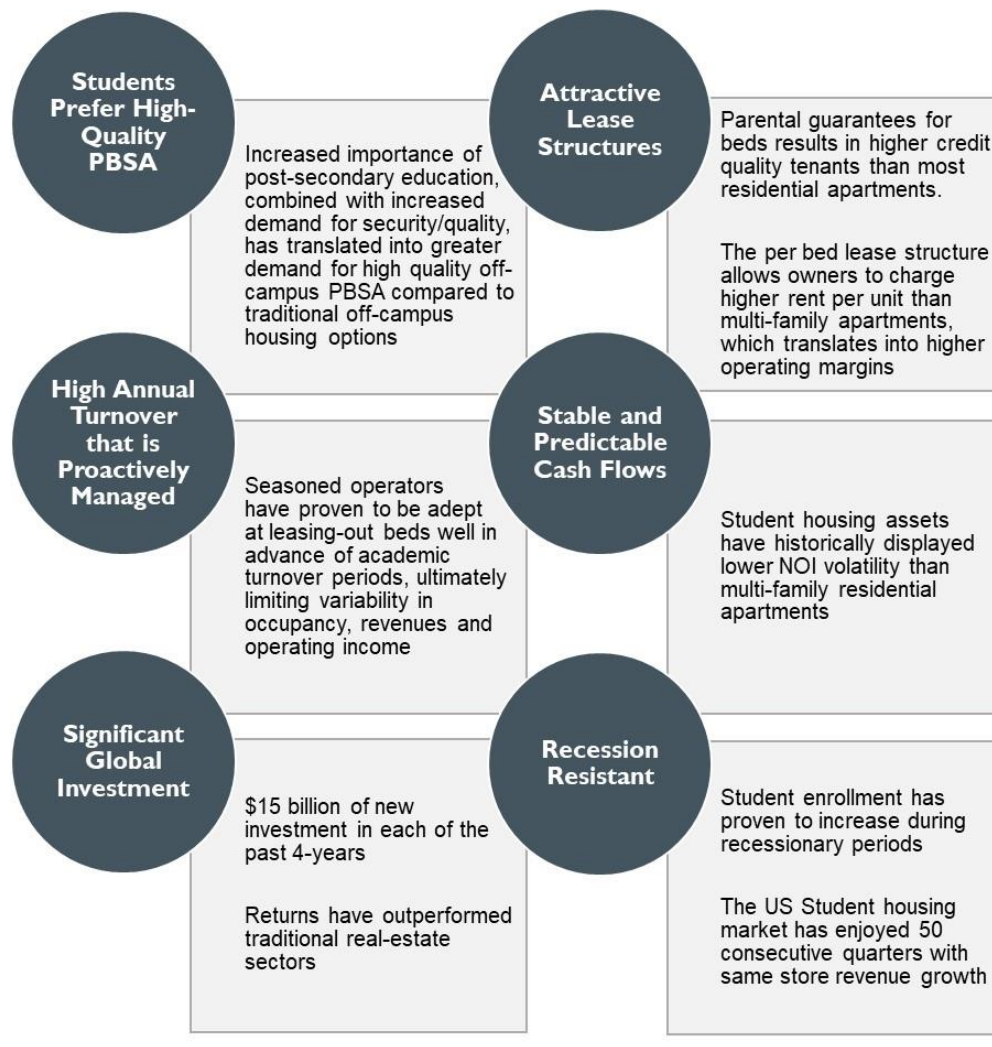 Students
Prefer High-
Quality
PBSA
Increased importance of
post-secondary education,
combined with increased
demand for security/quality,
has translated into greater
demand for high quality off-
campus PBSA compared to
traditional off-campus
housing options
Attractive
Lease
Structures
Parental guarantees for
beds results in higher credit
quality tenants than most
residential apartments.
The per bed lease structure
allows owners to charge
higher rent per unit than
multi-family apartments,
which translates into higher
operating margins
High Annual
Turnover
that is
Proactively
Managed
Seasoned operators
have proven to be adept
at leasing-out beds well in
advance of academic
turnover periods, ultimately
limiting variability in
occupancy, revenues and
operating income
Stable and
Predictable
Cash Flows
Student housing assets
have historically displayed
lower NOI volatility than
multi-family residential
apartments
Significant
Global
Investment
$15 billion of new
investment in each of the
past 4-years
Returns have outperformed
traditional real-estate
sectors
Recession
Resistant
Student enrollment has
proven to increase during
recessionary periods
The US Student housing
market has enjoyed 50
consecutive quarters with
same store revenue growth